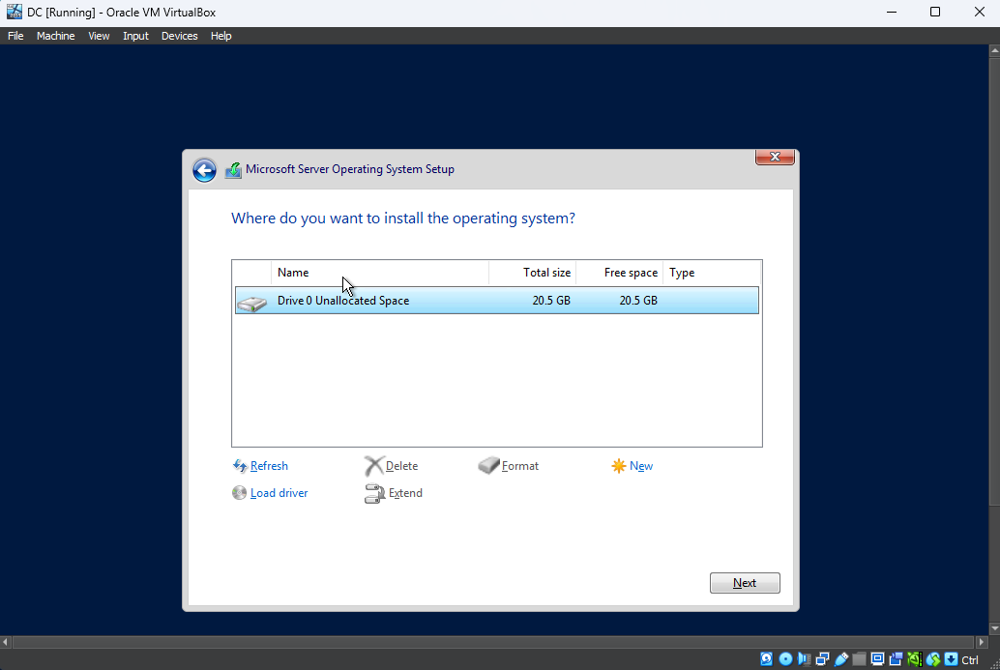 DC [Running] - Oracle VM VirtualBox
File Machine View Input Devices Help
Microsoft Server Operating System Setup
Where do you want to install the operating system?
Name Total size Free space Type
Drive 0 Unallocated Space 20.5 GB 20.5 GB
Refresh Delete Format New
Load driver Extend
Next
Ctrl